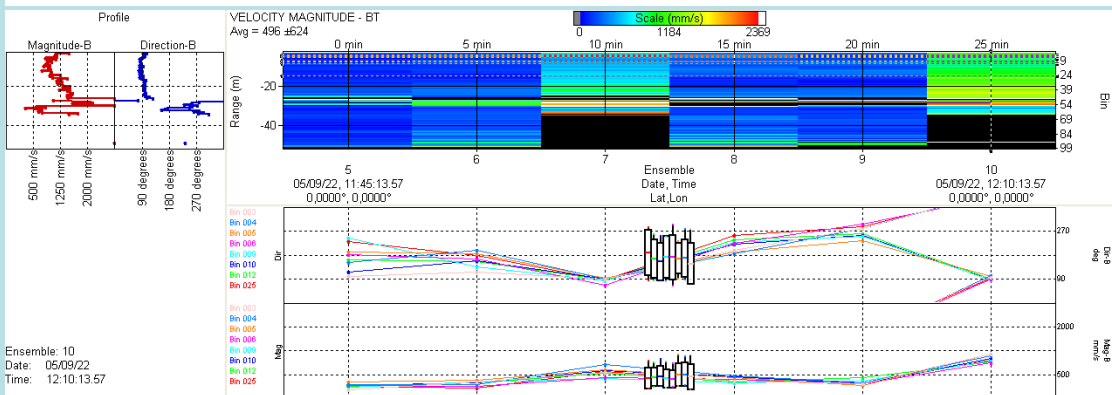 Profile
VELOCITY MAGNITUDE - BT
Avg = 496 ±624
Scale (mm/s)
0 1184 2369
Magnitude-B Direction-B
0 min 5 min 10 min 15 min 20 min 25 min
Range (m)
-20
-40
9
24
39
54
69
84
99
Bin
500 mm/s
1250 mm/s
2000 mm/s
90 degrees
180 degrees
270 degrees
5 6 7 8 9 10
Ensemble
05/09/22, 11:45:13.57 Date, Time 05/09/22, 12:10:13.57
0,0000°, 0,0000° Lat,Lon 0,0000°, 0,0000°
Bin 003
Bin 004
Bin 005
Bin 006
Bin 009
Bin 010
Bin 012
Bin 025
Dir
270
90
Dir-B
deg
Bin 003
Bin 004
Bin 005
Bin 006
Bin 009
Bin 010
Bin 012
Bin 025
Mag
2000
500
Mag-B
mm/s
Ensemble: 10
Date: 05/09/22
Time: 12:10:13.57